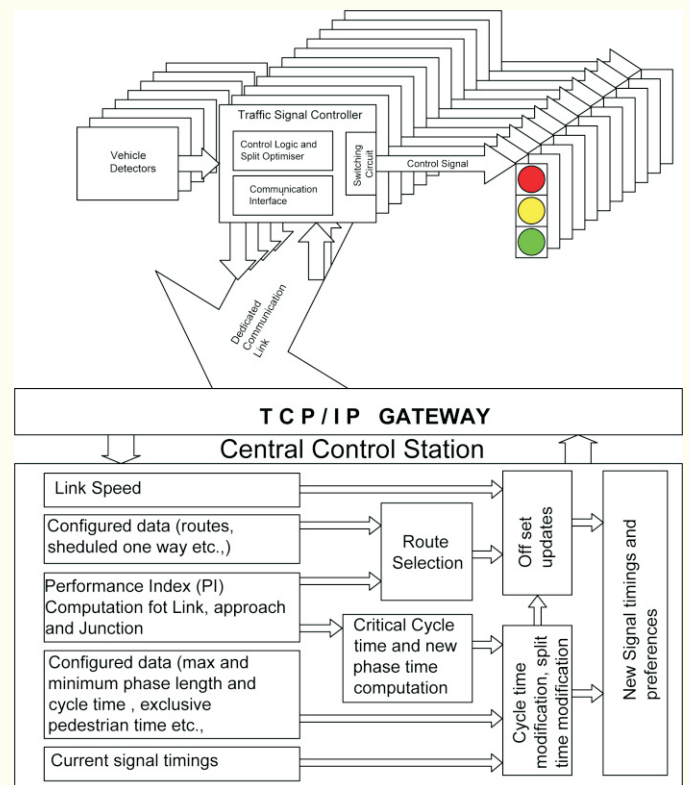 Traffic Signal Controller
Vehicle
Detectors
Control Logic and
Split Optimiser
Communication
Interface
Switching
Circuit
Control Signal
Dedicated
Communication
Link
TCP/IP GATEWAY
Central Control Station
Link Speed
Configured data (routes,
sheduled one way etc.,)
Performance Index (PI)
Computation fot Link, approach
and Junction
Configured data (max and
minimum phase length and
cycle time , exclusive
pedestrian time etc.,
Current signal timings
Route
Selection
Critical Cycle
time and new
phase time
computation
Off set
updates
Cycle time
modification, split
time modification
New Signal timings and
preferences